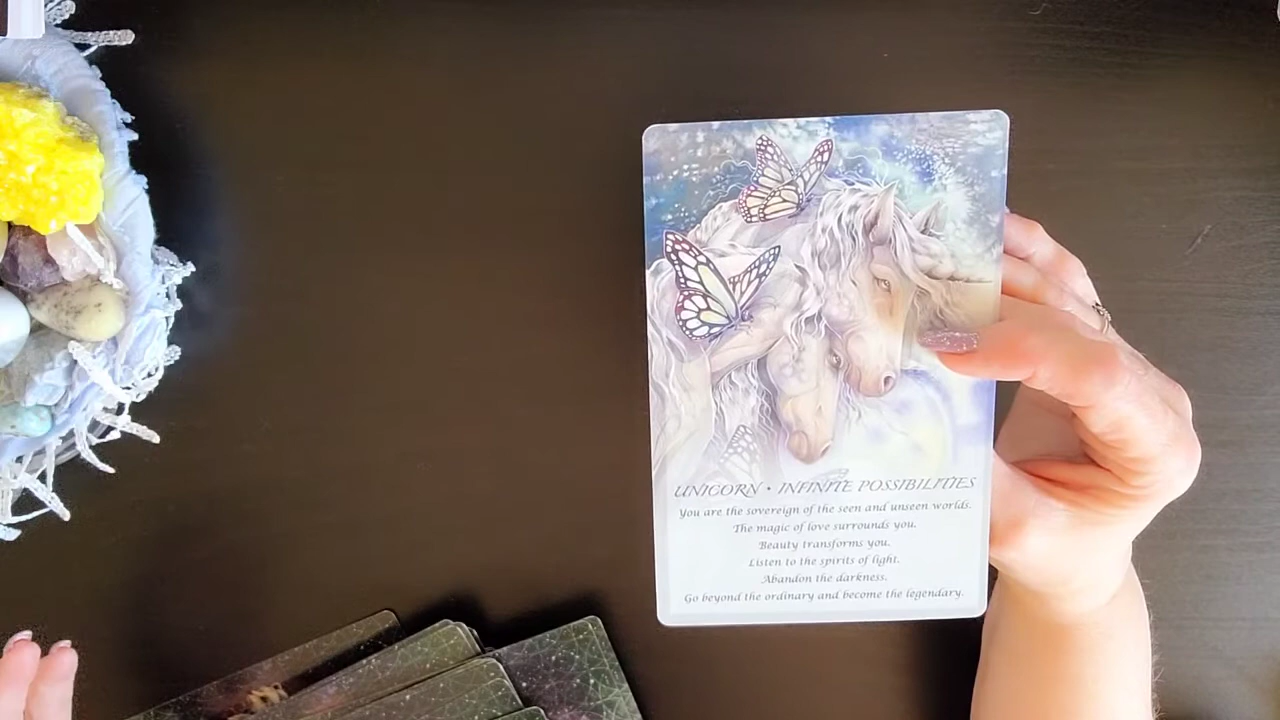 UNICORN • INFINITE POSSIBILITIES
You are the sovereign of the seen and unseen worlds.
The magic of love surrounds you.
Beauty transforms you.
Listen to the spirits of light.
Abandon the darkness.
Go beyond the ordinary and become the legendary.